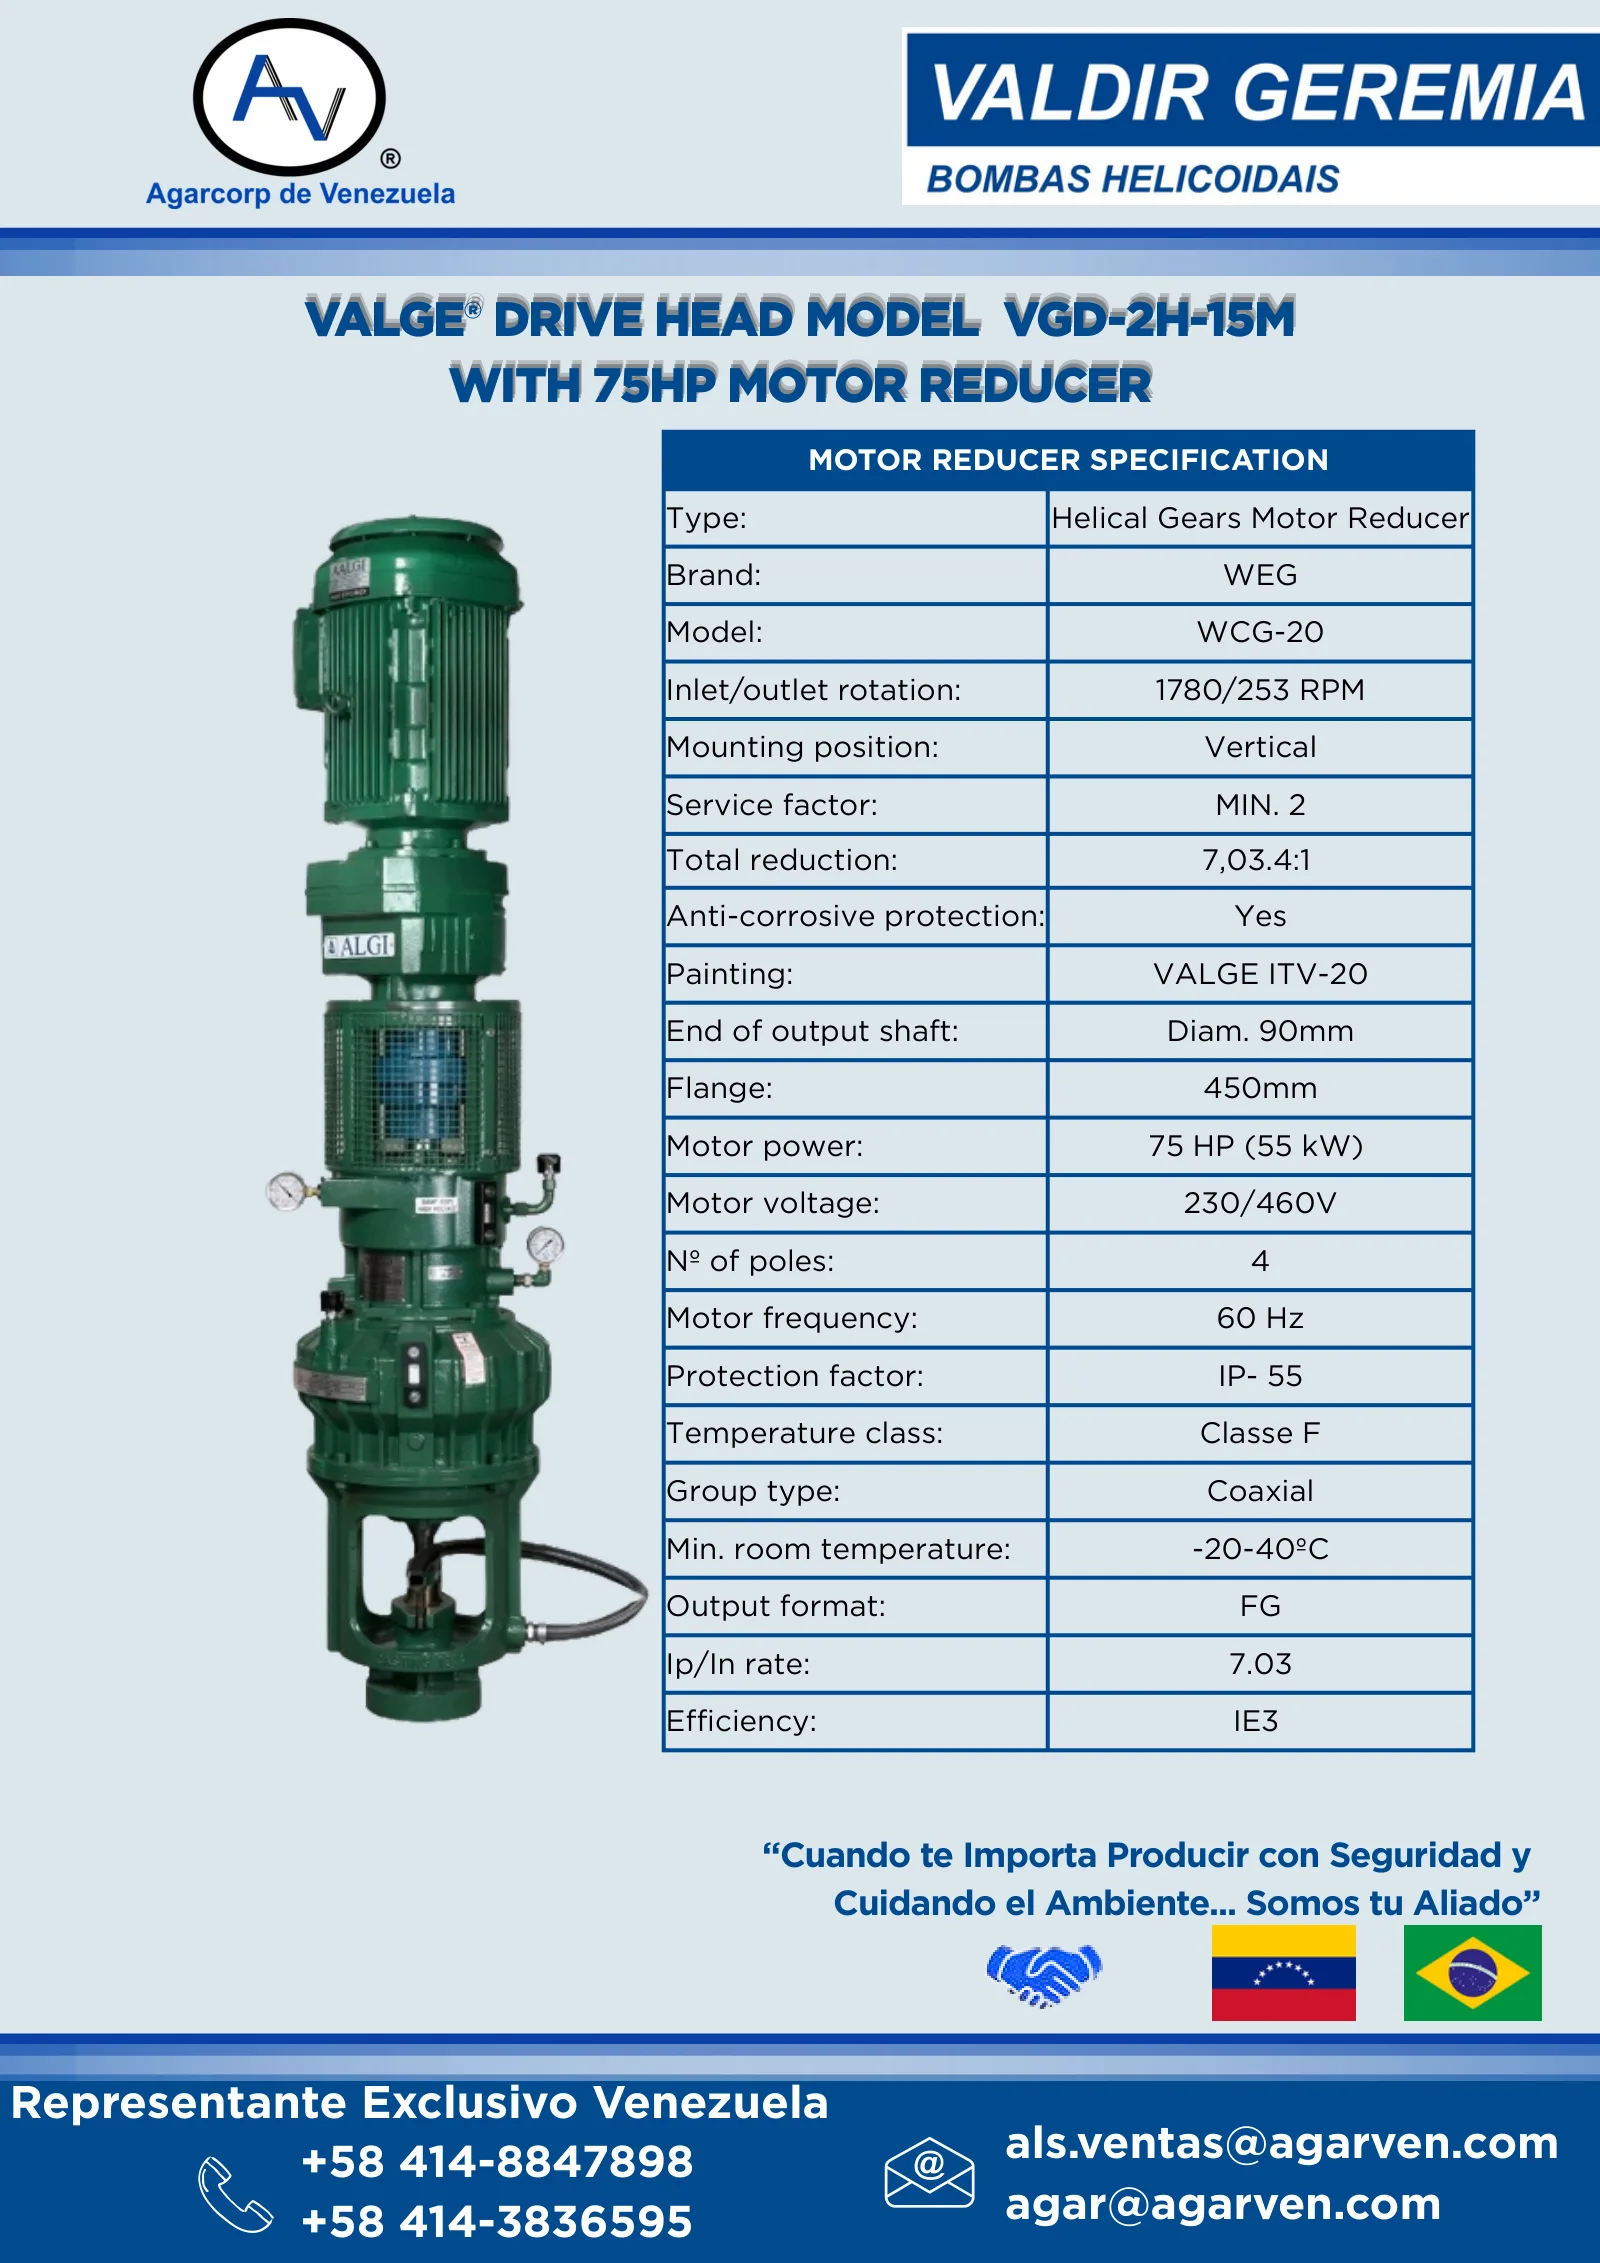 AV
®
Agarcorp de Venezuela
VALDIR GEREMIA
BOMBAS HELICOIDAIS
VALGE® DRIVE HEAD MODEL VGD-2H-15M
WITH 75HP MOTOR REDUCER
MOTOR REDUCER SPECIFICATION
Type: Helical Gears Motor Reducer
Brand: WEG
Model: WCG-20
Inlet/outlet rotation: 1780/253 RPM
Mounting position: Vertical
Service factor: MIN. 2
Total reduction: 7,03.4:1
Anti-corrosive protection: Yes
Painting: VALGE ITV-20
End of output shaft: Diam. 90mm
Flange: 450mm
Motor power: 75 HP (55 kW)
Motor voltage: 230/460V
Nº of poles: 4
Motor frequency: 60 Hz
Protection factor: IP- 55
Temperature class: Classe F
Group type: Coaxial
Min. room temperature: -20-40ºC
Output format: FG
Ip/In rate: 7.03
Efficiency: IE3
ALGI
“Cuando te Importa Producir con Seguridad y
Cuidando el Ambiente... Somos tu Aliado”
Representante Exclusivo Venezuela
+58 414-8847898
+58 414-3836595
@
als.ventas@agarven.com
agar@agarven.com